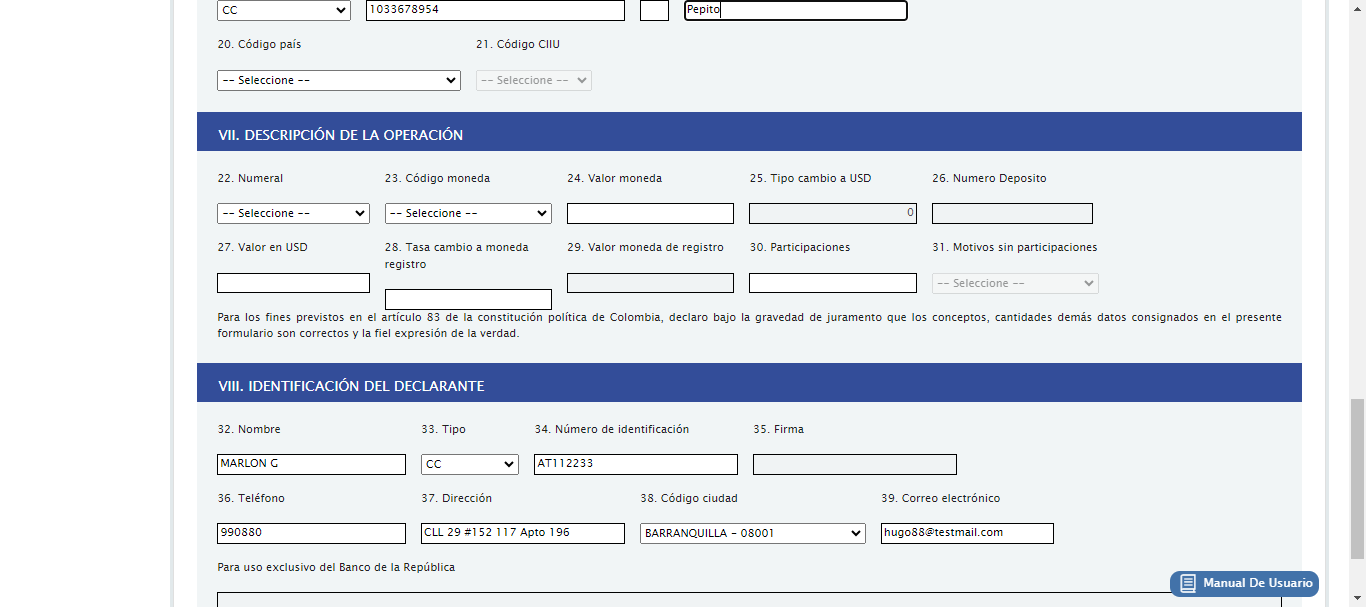 CC 1033678954 Pepito
20. Código país 21. Código CIIU
-- Seleccione -- -- Seleccione --
VII. DESCRIPCIÓN DE LA OPERACIÓN
22. Numeral 23. Código moneda 24. Valor moneda 25. Tipo cambio a USD 26. Numero Deposito
-- Seleccione -- -- Seleccione -- 0
27. Valor en USD 28. Tasa cambio a moneda registro 29. Valor moneda de registro 30. Participaciones 31. Motivos sin participaciones
-- Seleccione --
Para los fines previstos en el artículo 83 de la constitución política de Colombia, declaro bajo la gravedad de juramento que los conceptos, cantidades demás datos consignados en el presente
formulario son correctos y la fiel expresión de la verdad.
VIII. IDENTIFICACIÓN DEL DECLARANTE
32. Nombre 33. Tipo 34. Número de identificación 35. Firma
MARLON G CC AT112233
36. Teléfono 37. Dirección 38. Código ciudad 39. Correo electrónico
990880 CLL 29 #152 117 Apto 196 BARRANQUILLA - 08001 hugo88@testmail.com
Para uso exclusivo del Banco de la República
Manual De Usuario